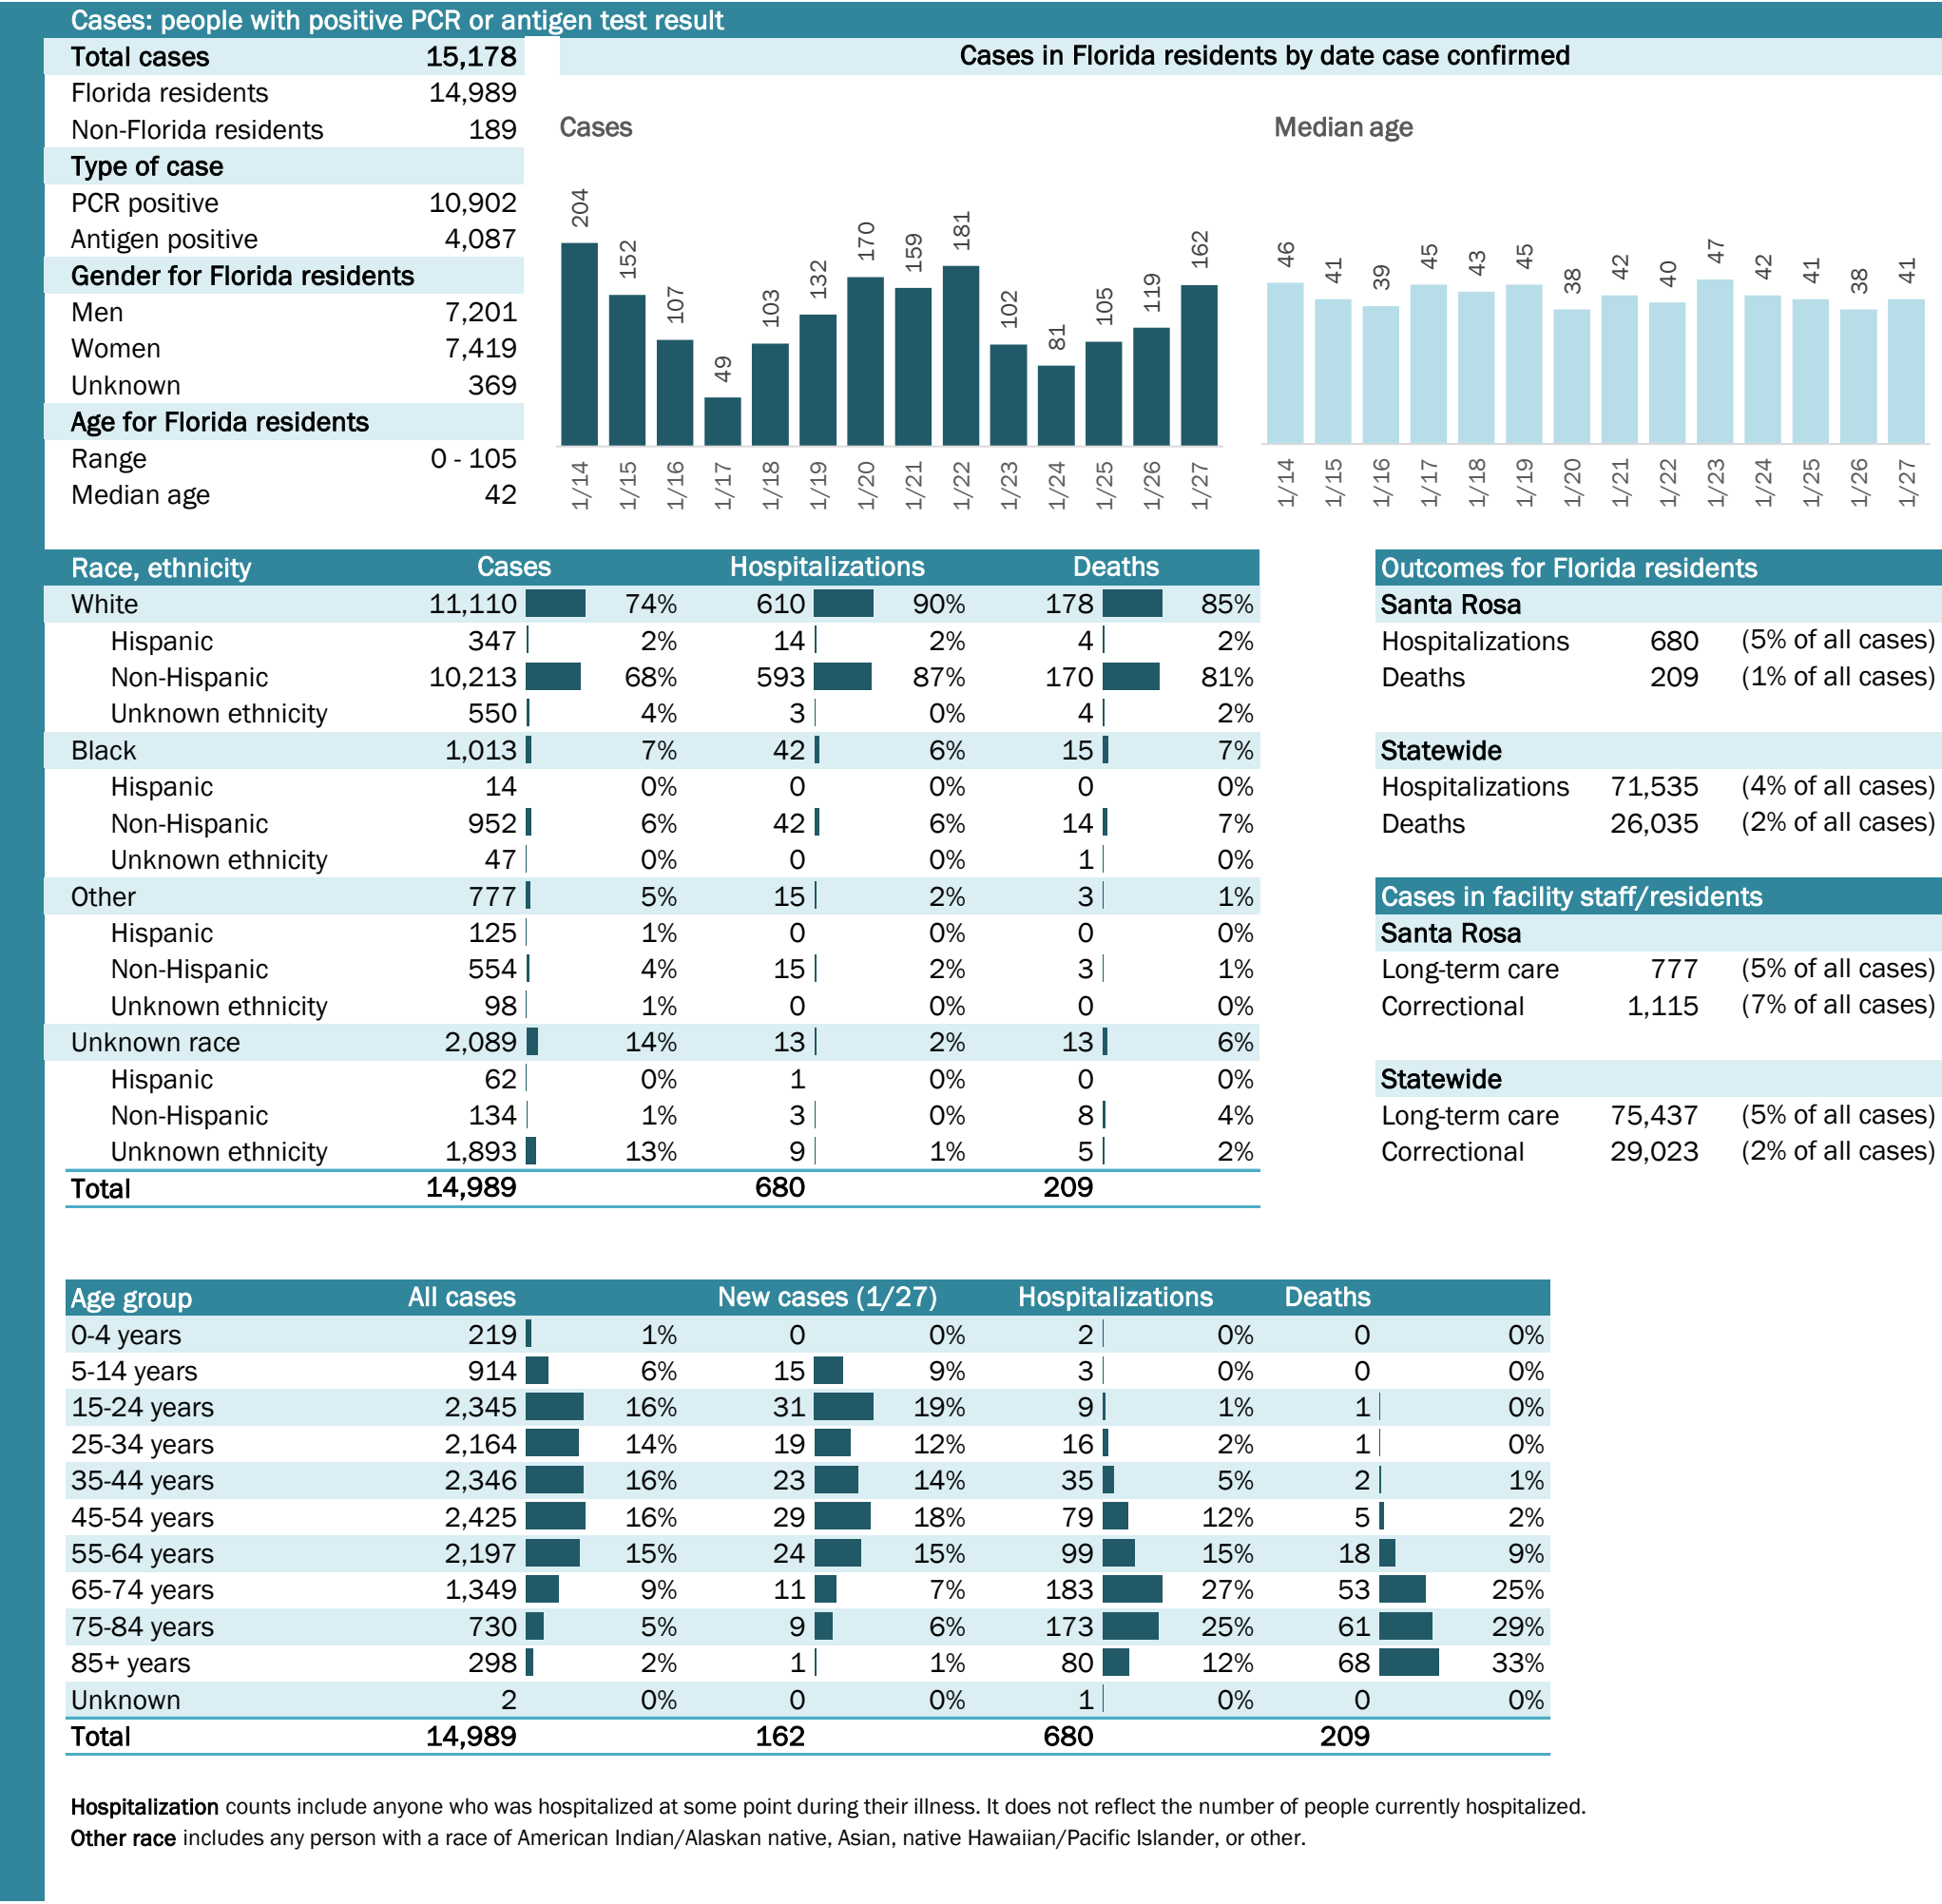 Cases: people with positive PCR or antigen test result
Total cases 15,178
Florida residents 14,989
Non-Florida residents 189
Type of case
PCR positive 10,902
Antigen positive 4,087
Gender for Florida residents
Men 7,201
Women 7,419
Unknown 369
Age for Florida residents
Range 0 - 105
Median age 42
Cases in Florida residents by date case confirmed
Cases
204 152 107 49 103 132 170 159 181 102 81 105 119 162
1/14 1/15 1/16 1/17 1/18 1/19 1/20 1/21 1/22 1/23 1/24 1/25 1/26 1/27
Median age
46 41 39 45 43 45 38 42 40 47 42 41 38 41
1/14 1/15 1/16 1/17 1/18 1/19 1/20 1/21 1/22 1/23 1/24 1/25 1/26 1/27
Race, ethnicity Cases Hospitalizations Deaths
White 11,110 74% 610 90% 178 85%
Hispanic 347 2% 14 2% 4 2%
Non-Hispanic 10,213 68% 593 87% 170 81%
Unknown ethnicity 550 4% 3 0% 4 2%
Black 1,013 7% 42 6% 15 7%
Hispanic 14 0% 0 0% 0 0%
Non-Hispanic 952 6% 42 6% 14 7%
Unknown ethnicity 47 0% 0 0% 1 0%
Other 777 5% 15 2% 3 1%
Hispanic 125 1% 0 0% 0 0%
Non-Hispanic 554 4% 15 2% 3 1%
Unknown ethnicity 98 1% 0 0% 0 0%
Unknown race 2,089 14% 13 2% 13 6%
Hispanic 62 0% 1 0% 0 0%
Non-Hispanic 134 1% 3 0% 8 4%
Unknown ethnicity 1,893 13% 9 1% 5 2%
Total 14,989 680 209
Outcomes for Florida residents
Santa Rosa
Hospitalizations 680 (5% of all cases)
Deaths 209 (1% of all cases)
Statewide
Hospitalizations 71,535 (4% of all cases)
Deaths 26,035 (2% of all cases)
Cases in facility staff/residents
Santa Rosa
Long-term care 777 (5% of all cases)
Correctional 1,115 (7% of all cases)
Statewide
Long-term care 75,437 (5% of all cases)
Correctional 29,023 (2% of all cases)
Age group All cases New cases (1/27) Hospitalizations Deaths
0-4 years 219 1% 0 0% 2 0% 0 0%
5-14 years 914 6% 15 9% 3 0% 0 0%
15-24 years 2,345 16% 31 19% 9 1% 1 0%
25-34 years 2,164 14% 19 12% 16 2% 1 0%
35-44 years 2,346 16% 23 14% 35 5% 2 1%
45-54 years 2,425 16% 29 18% 79 12% 5 2%
55-64 years 2,197 15% 24 15% 99 15% 18 9%
65-74 years 1,349 9% 11 7% 183 27% 53 25%
75-84 years 730 5% 9 6% 173 25% 61 29%
85+ years 298 2% 1 1% 80 12% 68 33%
Unknown 2 0% 0 0% 1 0% 0 0%
Total 14,989 162 680 209
Hospitalization counts include anyone who was hospitalized at some point during their illness. It does not reflect the number of people currently hospitalized.
Other race includes any person with a race of American Indian/Alaskan native, Asian, native Hawaiian/Pacific Islander, or other.